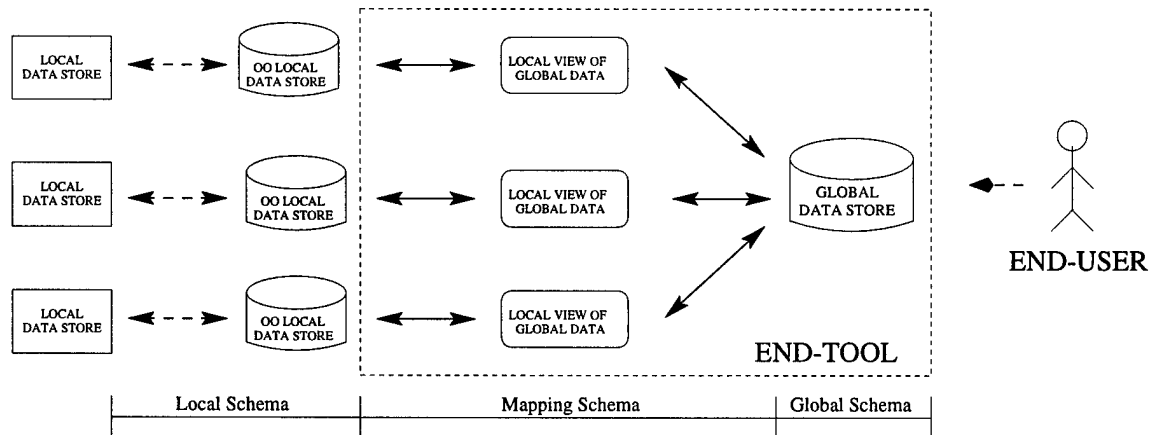 LOCAL
DATA STORE
OO LOCAL
DATA STORE
LOCAL VIEW OF
GLOBAL DATA
LOCAL
DATA STORE
OO LOCAL
DATA STORE
LOCAL VIEW OF
GLOBAL DATA
GLOBAL
DATA STORE
END-USER
LOCAL
DATA STORE
OO LOCAL
DATA STORE
LOCAL VIEW OF
GLOBAL DATA
END-TOOL
Local Schema
Mapping Schema
Global Schema